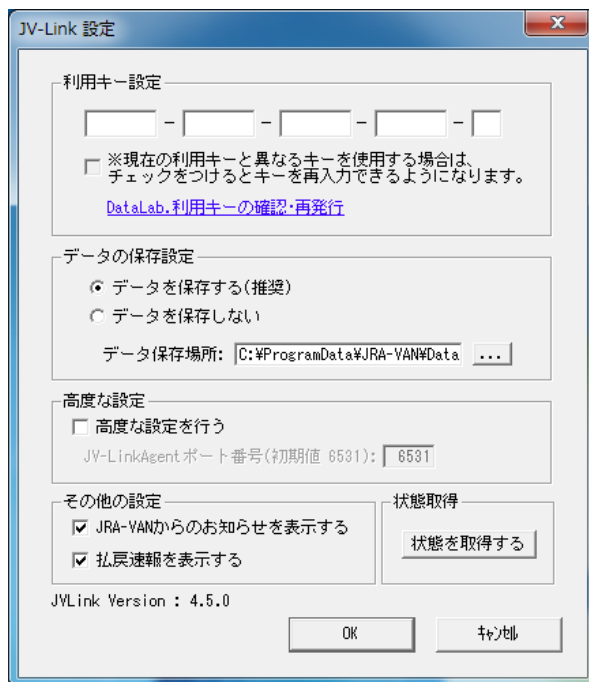 JV-Link 設定
利用キー設定
- - - -
※現在の利用キーと異なるキーを使用する場合は、
チェックをつけるとキーを再入力できるようになります。
DataLab.利用キーの確認・再発行
データの保存設定
データを保存する(推奨)
データを保存しない
データ保存場所: C:¥ProgramData¥JRA-VAN¥Data ...
高度な設定
高度な設定を行う
JV-LinkAgentポート番号(初期値 6531): 6531
その他の設定
JRA-VANからのお知らせを表示する
払戻速報を表示する
状態取得
状態を取得する
JVLink Version : 4.5.0
OK
ｷｬﾝｾﾙ